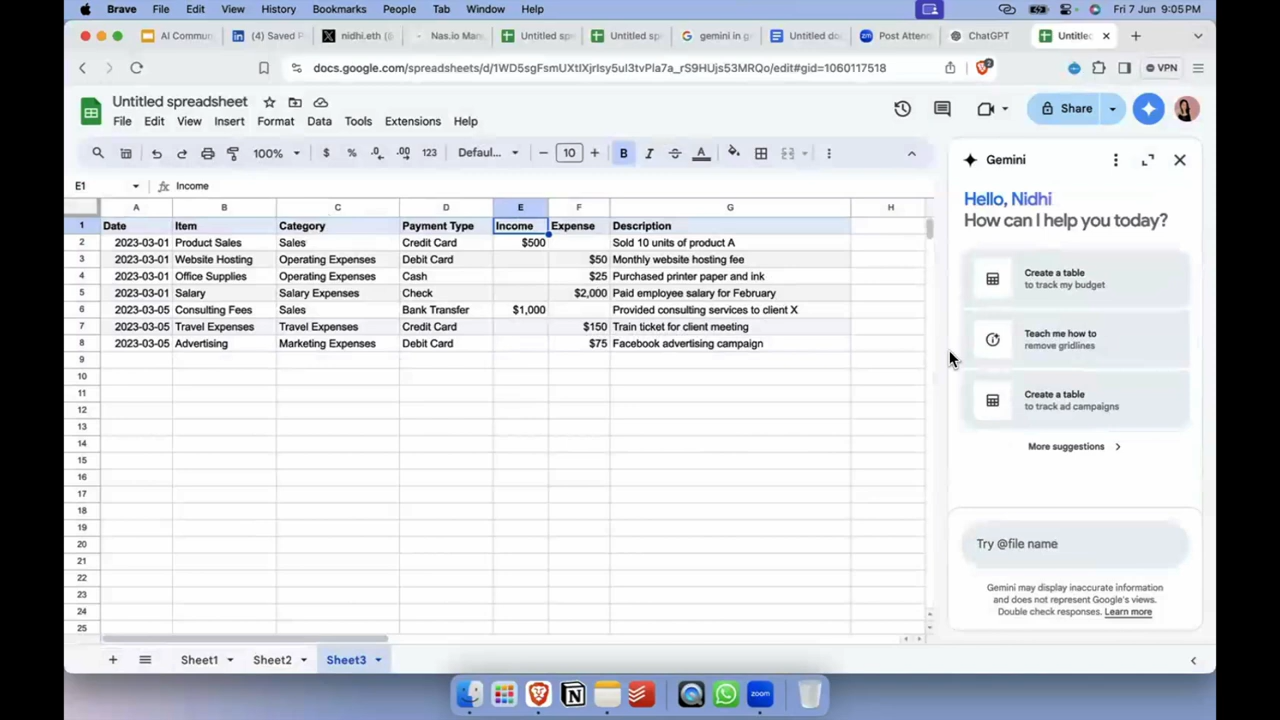 Brave File Edit View History Bookmarks People Tab Window Help Fri 7 Jun 9:05 PM
AI Commun (4) Saved P nidhi.eth ( Nas.io Man Untitled spr Untitled sp gemini in g Untitled do Post Attend ChatGPT Untitle
docs.google.com/spreadsheets/d/1WD5sgFsmUXtIXjrlsy5uI3tvPla7a_rS9HUjs53MRQo/edit#gid=1060117518 2 VPN
Untitled spreadsheet
Share
File Edit View Insert Format Data Tools Extensions Help
100% $ % .0 .00 123 Defaul... 10 B I A
E1 fx Income
A B C D E F G H
1 Date Item Category Payment Type Income Expense Description
2 2023-03-01 Product Sales Sales Credit Card $500 Sold 10 units of product A
3 2023-03-01 Website Hosting Operating Expenses Debit Card $50 Monthly website hosting fee
4 2023-03-01 Office Supplies Operating Expenses Cash $25 Purchased printer paper and ink
5 2023-03-01 Salary Salary Expenses Check $2,000 Paid employee salary for February
6 2023-03-05 Consulting Fees Sales Bank Transfer $1,000 Provided consulting services to client X
7 2023-03-05 Travel Expenses Travel Expenses Credit Card $150 Train ticket for client meeting
8 2023-03-05 Advertising Marketing Expenses Debit Card $75 Facebook advertising campaign
9
10
11
12
13
14
15
16
17
18
19
20
21
22
23
24
25
Sheet1 Sheet2 Sheet3
Gemini
Hello, Nidhi
How can I help you today?
Create a table
to track my budget
Teach me how to
remove gridlines
Create a table
to track ad campaigns
More suggestions
Try @file name
Gemini may display inaccurate information
and does not represent Google's views.
Double check responses. Learn more
zoom